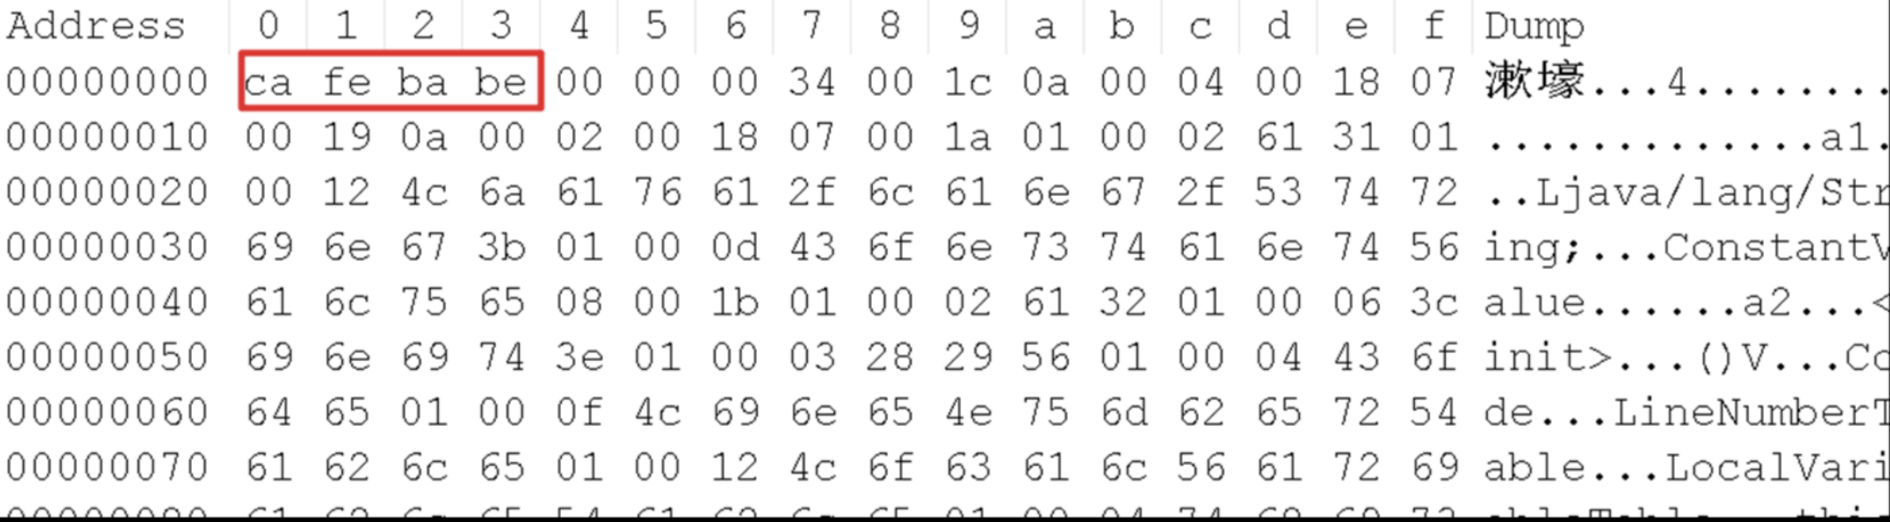 Address 0 1 2 3 4 5 6 7 8 9 a b c d e f Dump
00000000 ca fe ba be 00 00 00 34 00 1c 0a 00 04 00 18 07 漱壕...4........
00000010 00 19 0a 00 02 00 18 07 00 1a 01 00 02 61 31 01 .............a1.
00000020 00 12 4c 6a 61 76 61 2f 6c 61 6e 67 2f 53 74 72 ..Ljava/lang/Str
00000030 69 6e 67 3b 01 00 0d 43 6f 6e 73 74 61 6e 74 56 ing;...ConstantV
00000040 61 6c 75 65 08 00 1b 01 00 02 61 32 01 00 06 3c alue......a2...<
00000050 69 6e 69 74 3e 01 00 03 28 29 56 01 00 04 43 6f init>...()V...Co
00000060 64 65 01 00 0f 4c 69 6e 65 4e 75 6d 62 65 72 54 de...LineNumberT
00000070 61 62 6c 65 01 00 12 4c 6f 63 61 6c 56 61 72 69 able...LocalVari